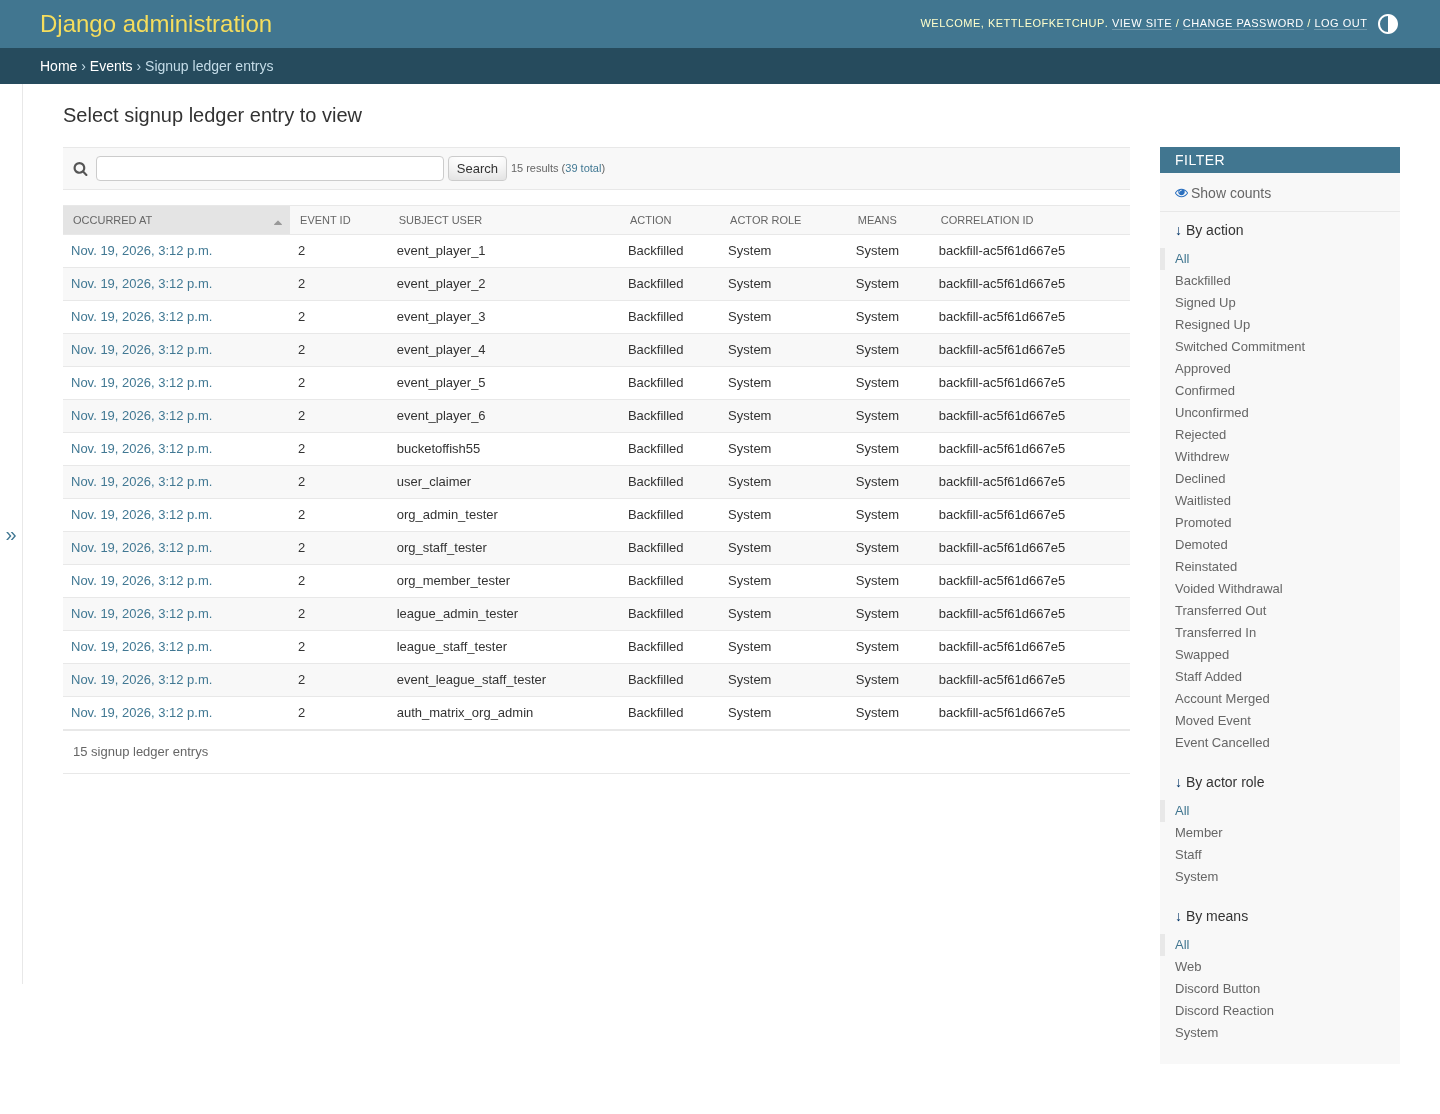 Django administration
WELCOME, KETTLEOFKETCHUP. VIEW SITE / CHANGE PASSWORD / LOG OUT
Home › Events › Signup ledger entrys
Select signup ledger entry to view
Search 15 results (39 total)
OCCURRED AT EVENT ID SUBJECT USER ACTION ACTOR ROLE MEANS CORRELATION ID
Nov. 19, 2026, 3:12 p.m. 2 event_player_1 Backfilled System System backfill-ac5f61d667e5
Nov. 19, 2026, 3:12 p.m. 2 event_player_2 Backfilled System System backfill-ac5f61d667e5
Nov. 19, 2026, 3:12 p.m. 2 event_player_3 Backfilled System System backfill-ac5f61d667e5
Nov. 19, 2026, 3:12 p.m. 2 event_player_4 Backfilled System System backfill-ac5f61d667e5
Nov. 19, 2026, 3:12 p.m. 2 event_player_5 Backfilled System System backfill-ac5f61d667e5
Nov. 19, 2026, 3:12 p.m. 2 event_player_6 Backfilled System System backfill-ac5f61d667e5
Nov. 19, 2026, 3:12 p.m. 2 bucketoffish55 Backfilled System System backfill-ac5f61d667e5
Nov. 19, 2026, 3:12 p.m. 2 user_claimer Backfilled System System backfill-ac5f61d667e5
Nov. 19, 2026, 3:12 p.m. 2 org_admin_tester Backfilled System System backfill-ac5f61d667e5
Nov. 19, 2026, 3:12 p.m. 2 org_staff_tester Backfilled System System backfill-ac5f61d667e5
Nov. 19, 2026, 3:12 p.m. 2 org_member_tester Backfilled System System backfill-ac5f61d667e5
Nov. 19, 2026, 3:12 p.m. 2 league_admin_tester Backfilled System System backfill-ac5f61d667e5
Nov. 19, 2026, 3:12 p.m. 2 league_staff_tester Backfilled System System backfill-ac5f61d667e5
Nov. 19, 2026, 3:12 p.m. 2 event_league_staff_tester Backfilled System System backfill-ac5f61d667e5
Nov. 19, 2026, 3:12 p.m. 2 auth_matrix_org_admin Backfilled System System backfill-ac5f61d667e5
15 signup ledger entrys
»
FILTER
Show counts
↓ By action
All
Backfilled
Signed Up
Resigned Up
Switched Commitment
Approved
Confirmed
Unconfirmed
Rejected
Withdrew
Declined
Waitlisted
Promoted
Demoted
Reinstated
Voided Withdrawal
Transferred Out
Transferred In
Swapped
Staff Added
Account Merged
Moved Event
Event Cancelled
↓ By actor role
All
Member
Staff
System
↓ By means
All
Web
Discord Button
Discord Reaction
System